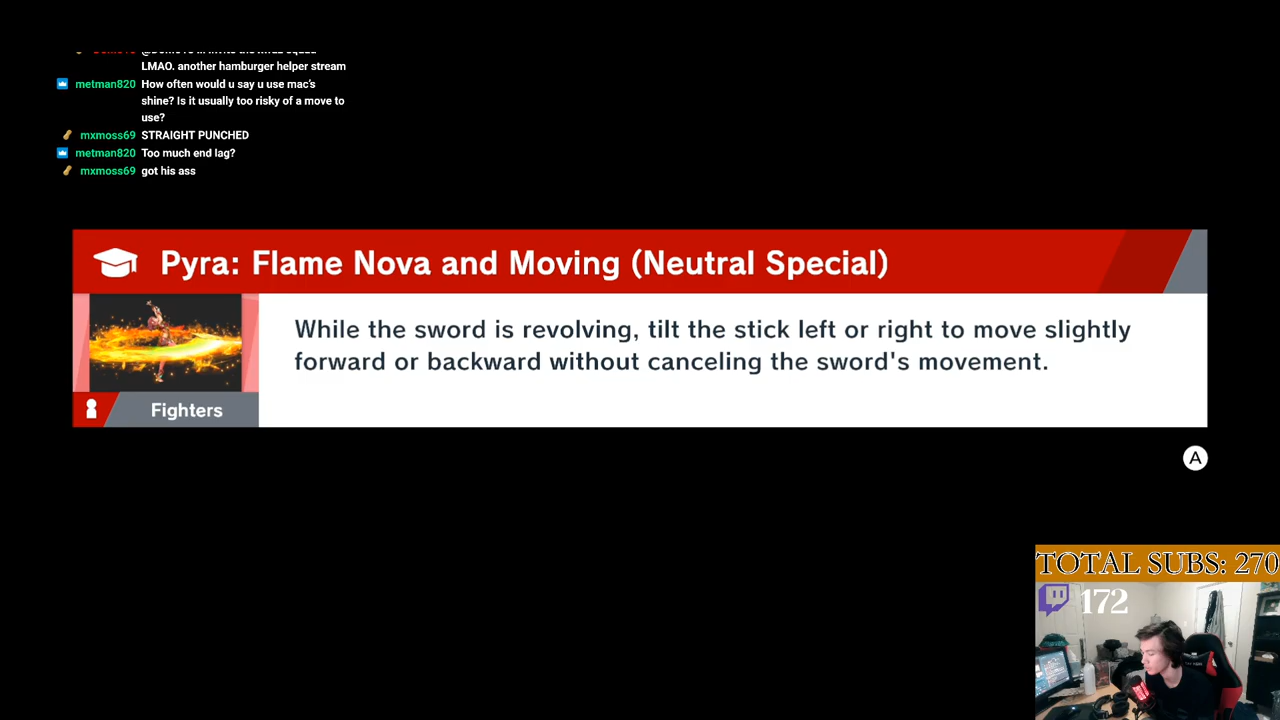 LMAO. another hamburger helper stream
metman820 How often would u use mac's
shine? Is it usually too risky of a move to
use?
mxmoss69 STRAIGHT PUNCHED
metman820 Too much end lag?
mxmoss69 got his ass
Pyra: Flame Nova and Moving (Neutral Special)
While the sword is revolving, tilt the stick left or right to move slightly
forward or backward without canceling the sword's movement.
Fighters
A
TOTAL SUBS: 270
172